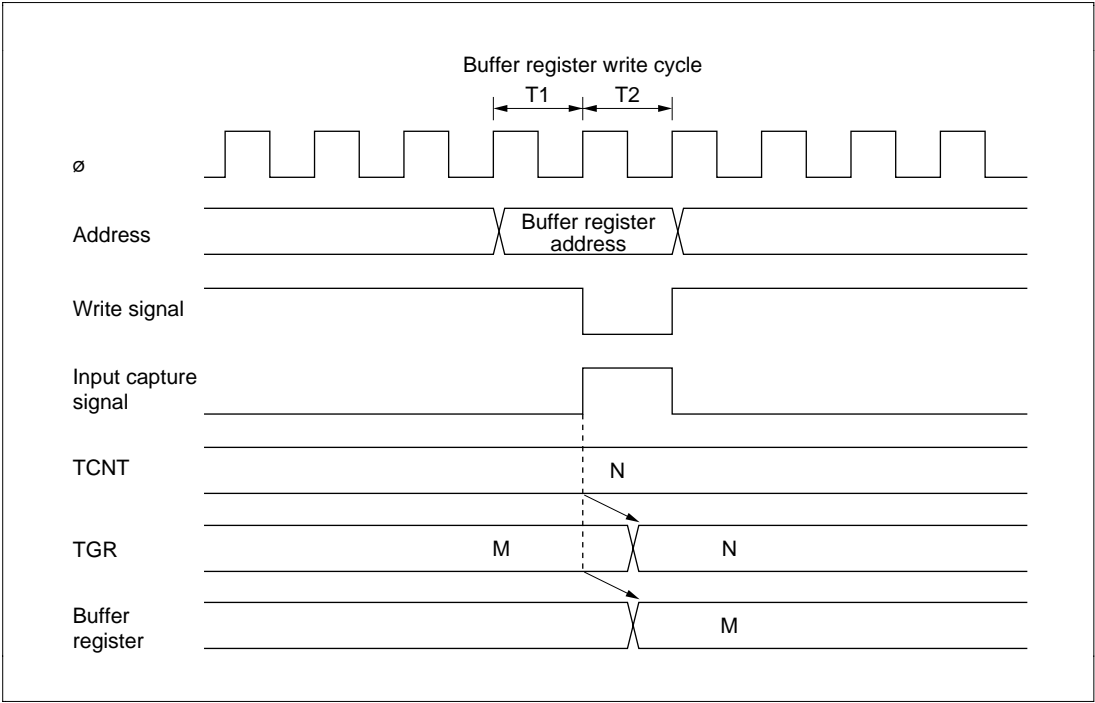 Buffer register write cycle
T1 T2
ø
Buffer register
address
Address
Write signal
Input capture
signal
TCNT
N
TGR
M
N
Buffer
register
M